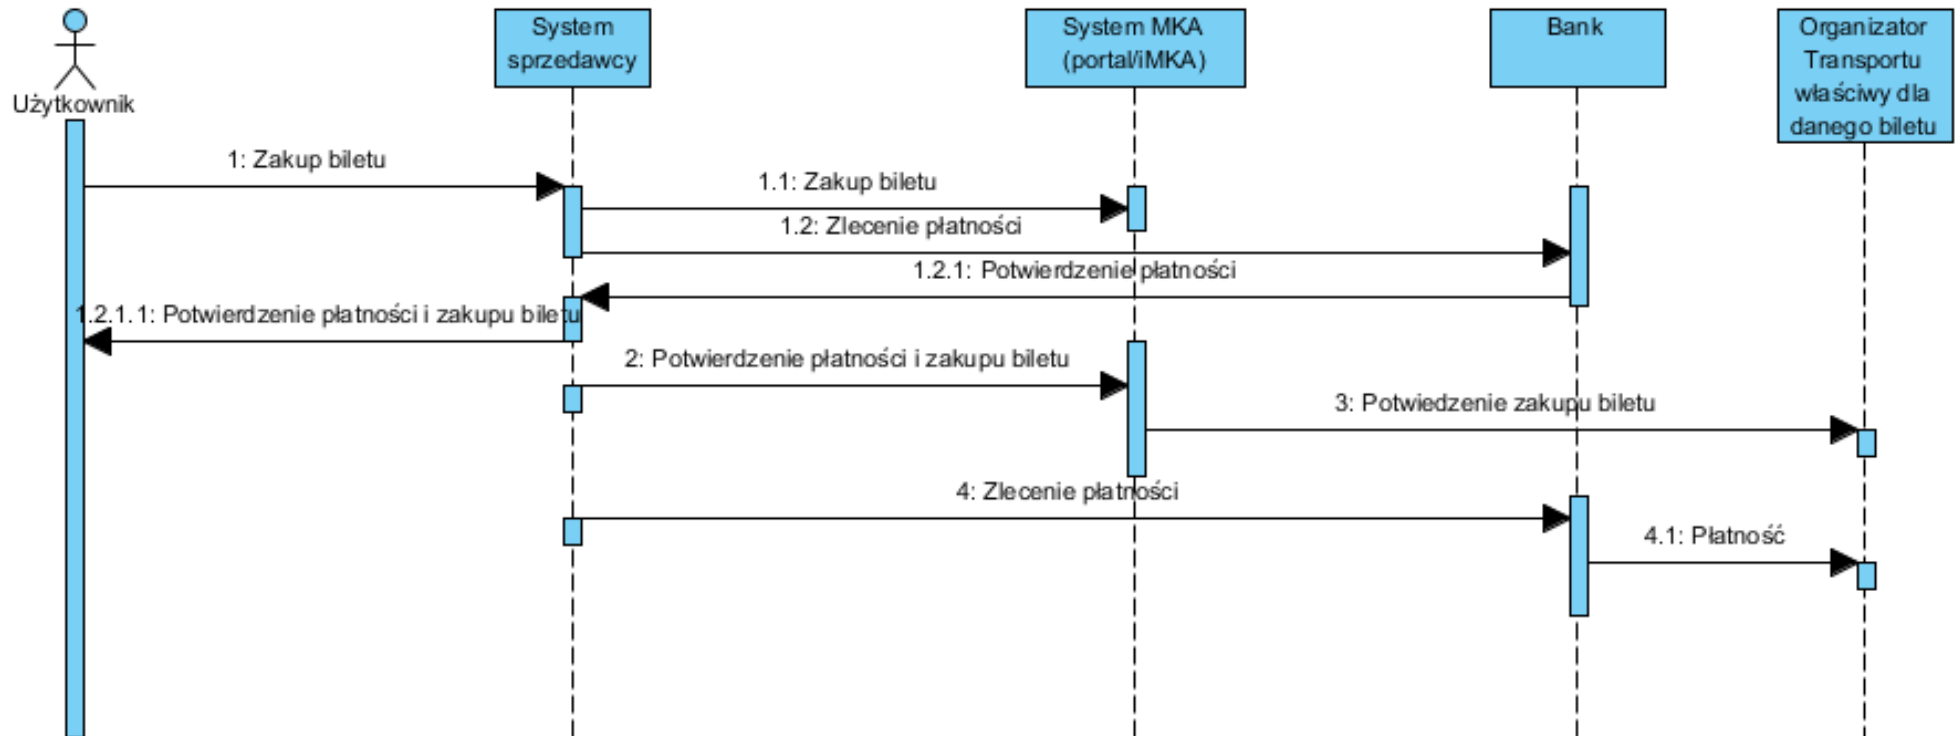 Użytkownik
System
sprzedawcy
System MKA
(portal/iMKA)
Bank
Organizator
Transportu
właściwy dla
danego biletu
1: Zakup biletu
1.1: Zakup biletu
1.2: Zlecenie płatności
1.2.1: Potwierdzenie płatności
1.2.1.1: Potwierdzenie płatności i zakupu biletu
2: Potwierdzenie płatności i zakupu biletu
3: Potwiedzenie zakupu biletu
4: Zlecenie płatności
4.1: Płatność